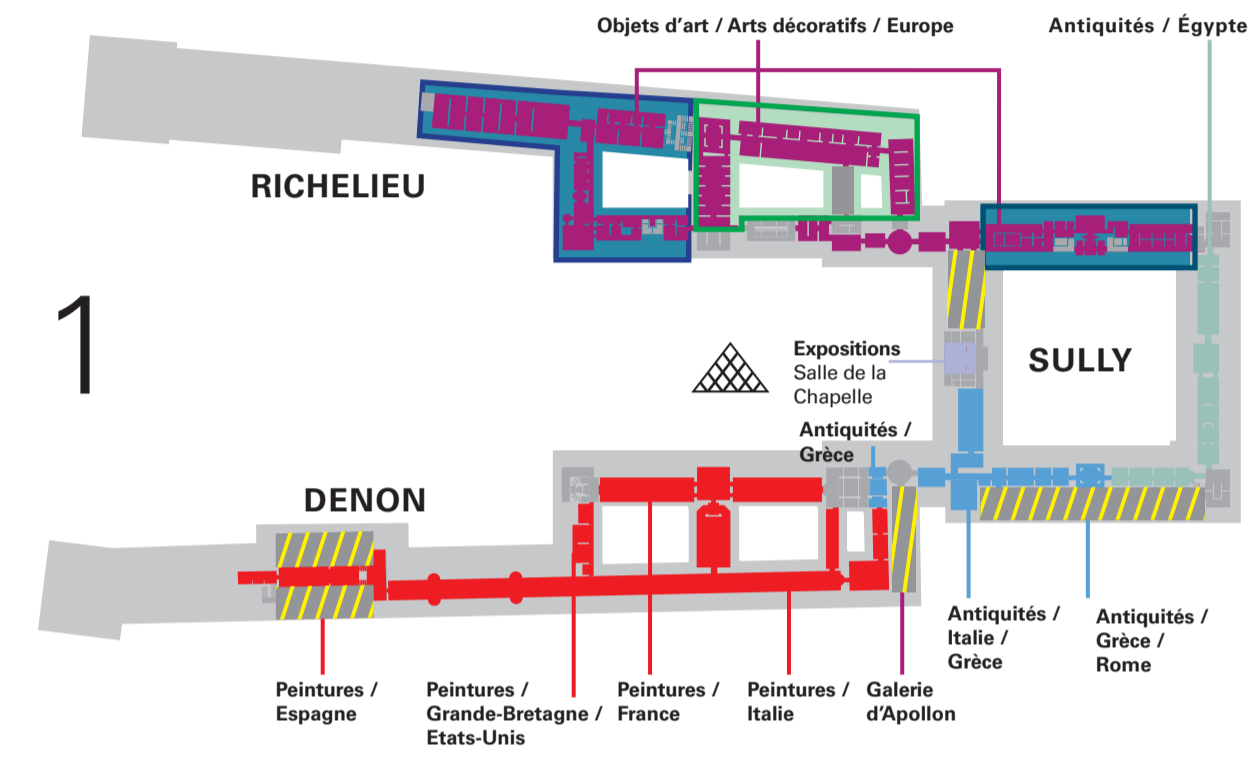 Objets d'art / Arts décoratifs / Europe
Antiquités / Égypte
RICHELIEU
1
Expositions
Salle de la
Chapelle
SULLY
Antiquités /
Grèce
DENON
Antiquités /
Italie /
Grèce
Antiquités /
Grèce /
Rome
Peintures /
Espagne
Peintures /
Grande-Bretagne /
Etats-Unis
Peintures /
France
Peintures /
Italie
Galerie
d'Apollon